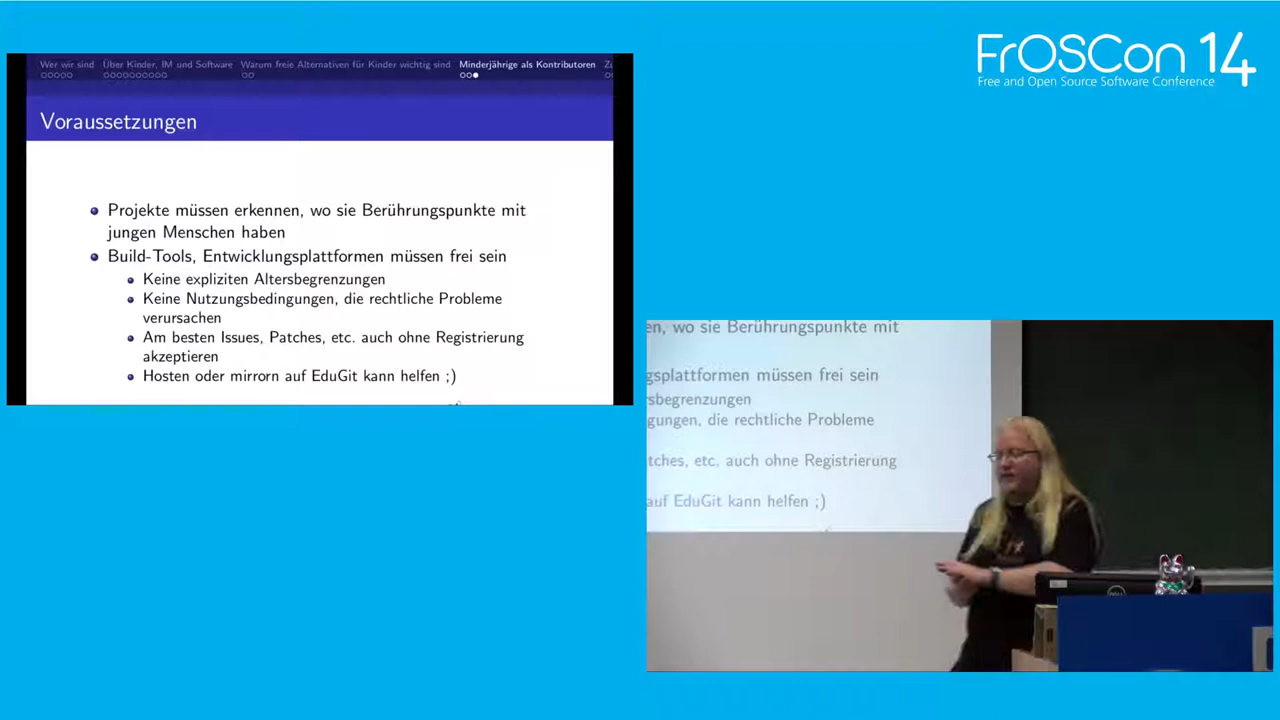 FrOSCon 14
Free and Open Source Software Conference
Wer wir sind Über Kinder, IM und Software Warum freie Alternativen für Kinder wichtig sind Minderjährige als Kontributoren
Voraussetzungen
Projekte müssen erkennen, wo sie Berührungspunkte mit
jungen Menschen haben
Build-Tools, Entwicklungsplattformen müssen frei sein
Keine expliziten Altersbegrenzungen
Keine Nutzungsbedingungen, die rechtliche Probleme
verursachen
Am besten Issues, Patches, etc. auch ohne Registrierung
akzeptieren
Hosten oder mirrorn auf EduGit kann helfen ;)
en, wo sie Berührungspunkte mit
gsplattformen müssen frei sein
rsbegrenzungen
gungen, die rechtliche Probleme
tches, etc. auch ohne Registrierung
auf EduGit kann helfen ;)
DELL